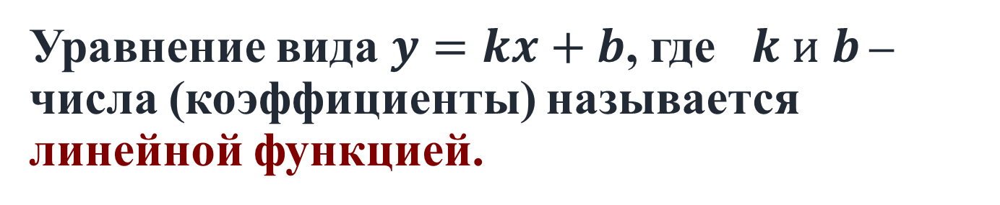 Уравнение вида y = kx + b, где k и b –
числа (коэффициенты) называется
линейной функцией.